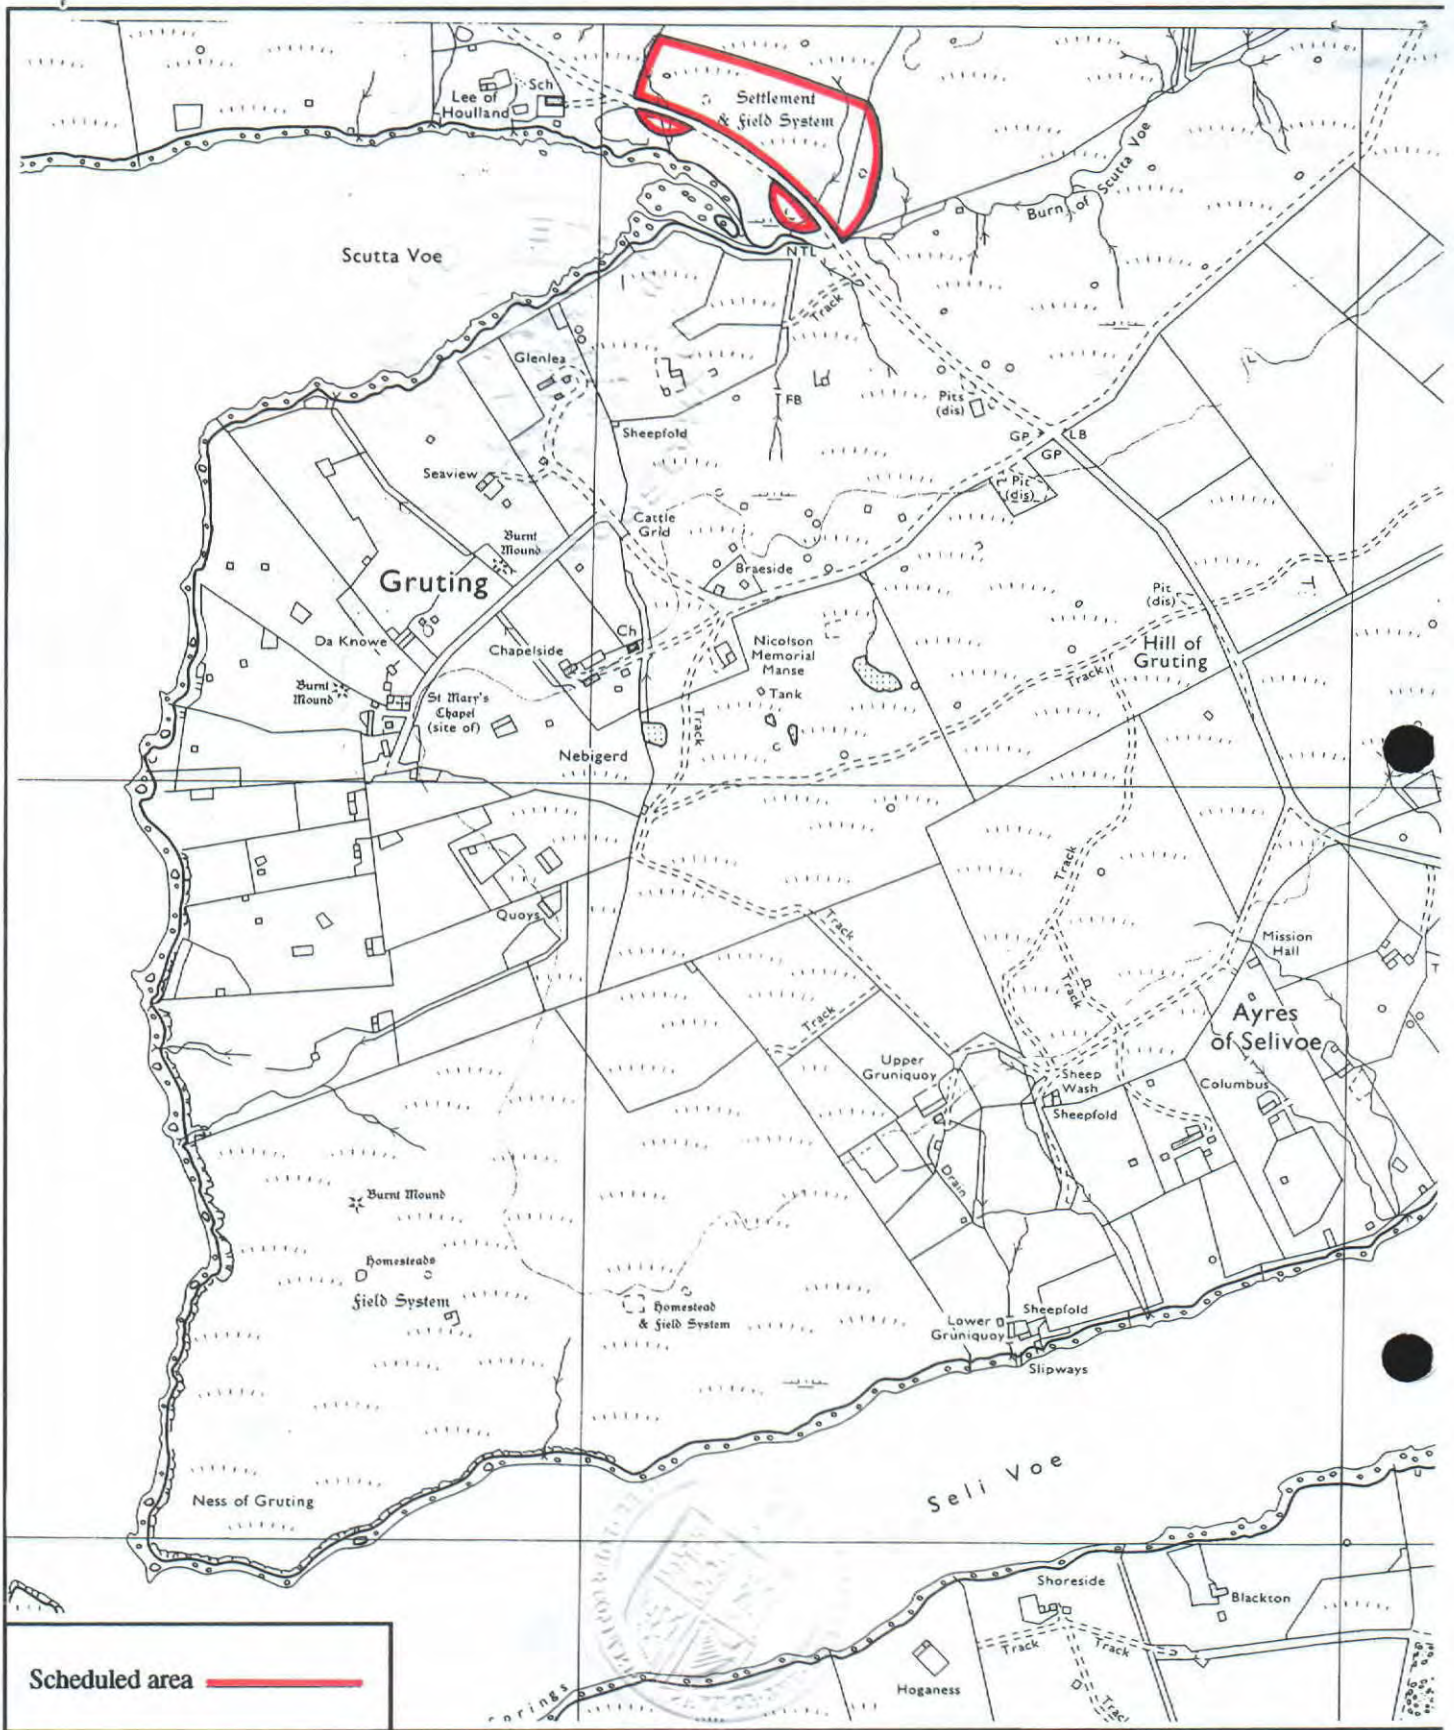 Sch
Lee of
Houlland
Settlement
& Field System
Burn of Scutta Voe
Scutta Voe
NTL
Track
Glenlea
FB
Pits
(dis)
Sheepfold
GP
LB
GP
Seaview
Pit
(dis)
Cattle
Grid
Burnt
Mound
Braeside
Gruting
Pit
(dis)
Da Knowe
Ch
Chapelside
Nicolson
Memorial
Manse
Hill of
Gruting
Track
Burnt
Mound
St Mary's
Chapel
(site of)
Tank
Track
Nebigerd
Track
Quoys
Track
Mission
Hall
Track
Track
Ayres
of Selivoe
Upper
Gruniquoy
Sheep
Wash
Columbus
Sheepfold
Drain
Burnt Mound
Homesteads
Field System
Homestead
& Field System
Sheepfold
Lower
Gruniquoy
Slipways
Seli Voe
Ness of Gruting
Shoreside
Blackton
Track
Track
Hoganess
Track
Springs
Scheduled area